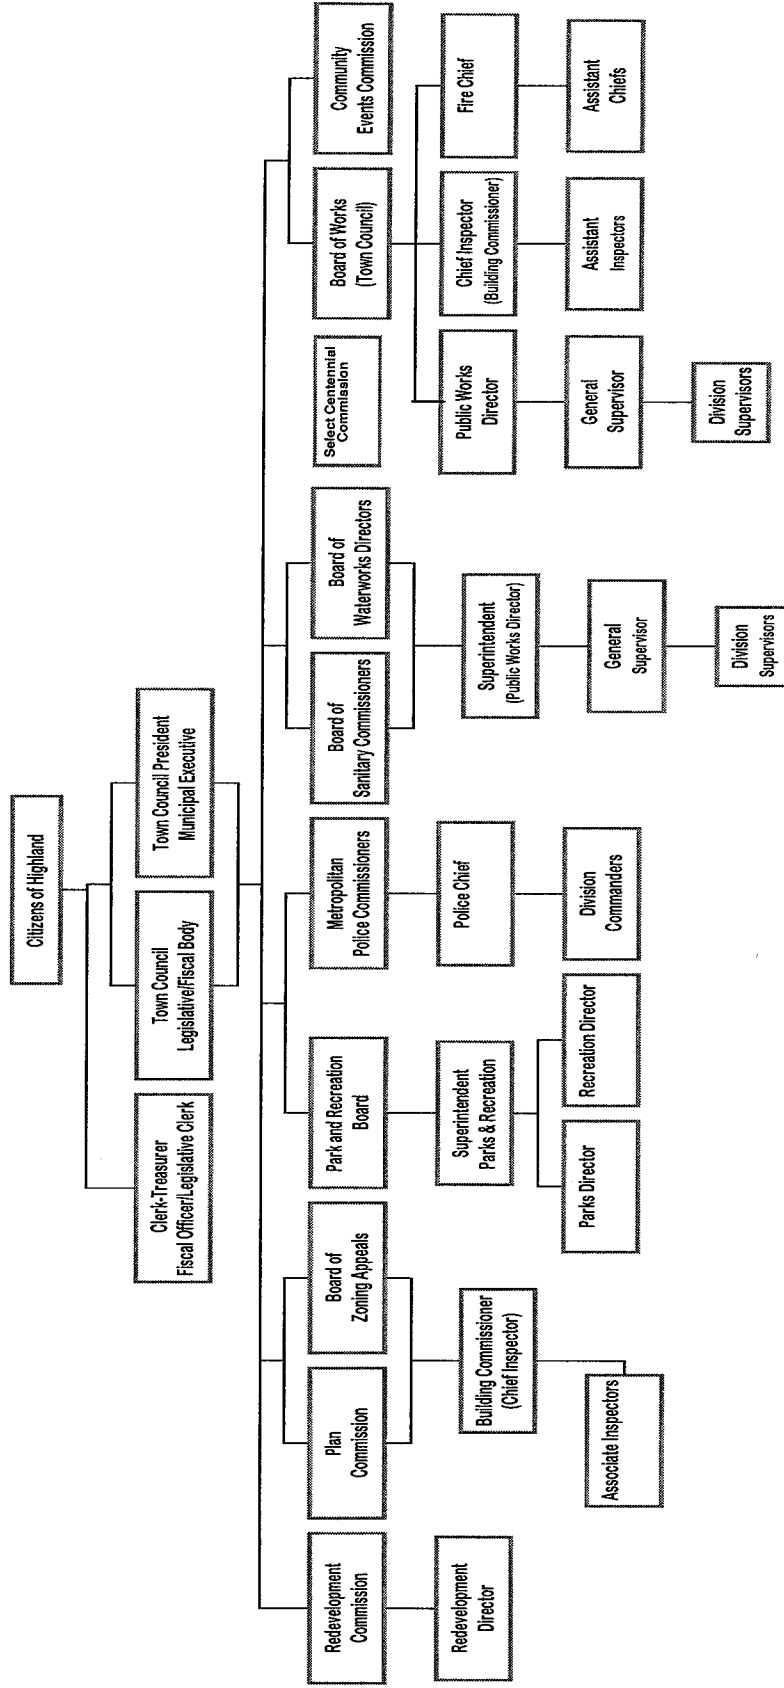 Citizens of Highland
Clerk-Treasurer
Fiscal Officer/Legislative Clerk
Town Council
Legislative/Fiscal Body
Town Council President
Municipal Executive
Redevelopment
Commission
Plan
Commission
Board of
Zoning Appeals
Park and Recreation
Board
Metropolitan
Police Commissioners
Board of
Sanitary Commissioners
Board of
Waterworks Directors
Select Centennial
Commission
Board of Works
(Town Council)
Community
Events Commission
Redevelopment
Director
Building Commissioner
(Chief Inspector)
Superintendent
Parks & Recreation
Police Chief
Superintendent
(Public Works Director)
Public Works
Director
Chief Inspector
(Building Commissioner)
Fire Chief
Associate Inspectors
Parks Director
Recreation Director
Division
Commanders
General
Supervisor
General
Supervisor
Assistant
Inspectors
Assistant
Chiefs
Division
Supervisors
Division
Supervisors